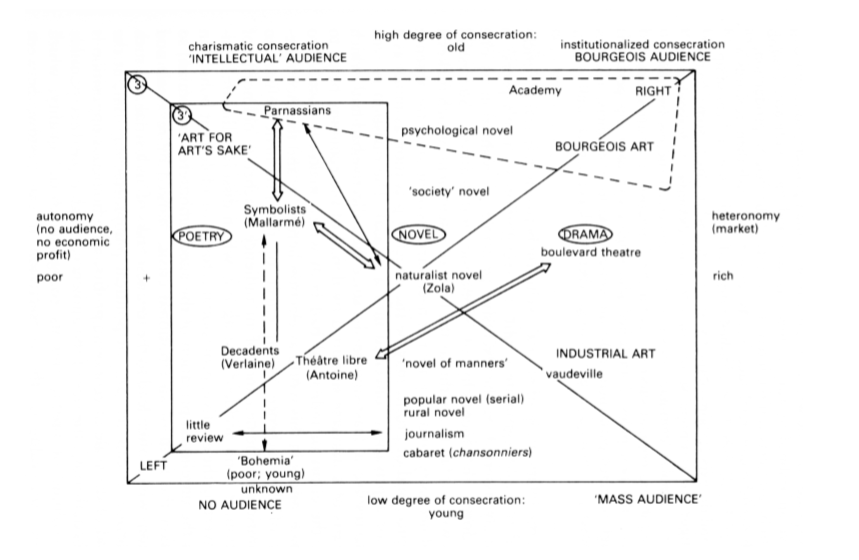 high degree of consecration:
old
charismatic consecration
'INTELLECTUAL' AUDIENCE
institutionalized consecration
BOURGEOIS AUDIENCE
3
Academy
RIGHT
3'
Parnassians
'ART FOR
ART'S SAKE'
psychological novel
BOURGEOIS ART
'society' novel
autonomy
(no audience,
no economic
profit)
poor
+
Symbolists
(Mallarmé)
POETRY
NOVEL
DRAMA
boulevard theatre
heteronomy
(market)
rich
naturalist novel
(Zola)
Decadents
(Verlaine)
Théâtre libre
(Antoine)
'novel of manners'
INDUSTRIAL ART
vaudeville
popular novel (serial)
rural novel
little
review
journalism
cabaret (chansonniers)
LEFT
'Bohemia'
(poor; young)
unknown
NO AUDIENCE
low degree of consecration:
young
'MASS AUDIENCE'